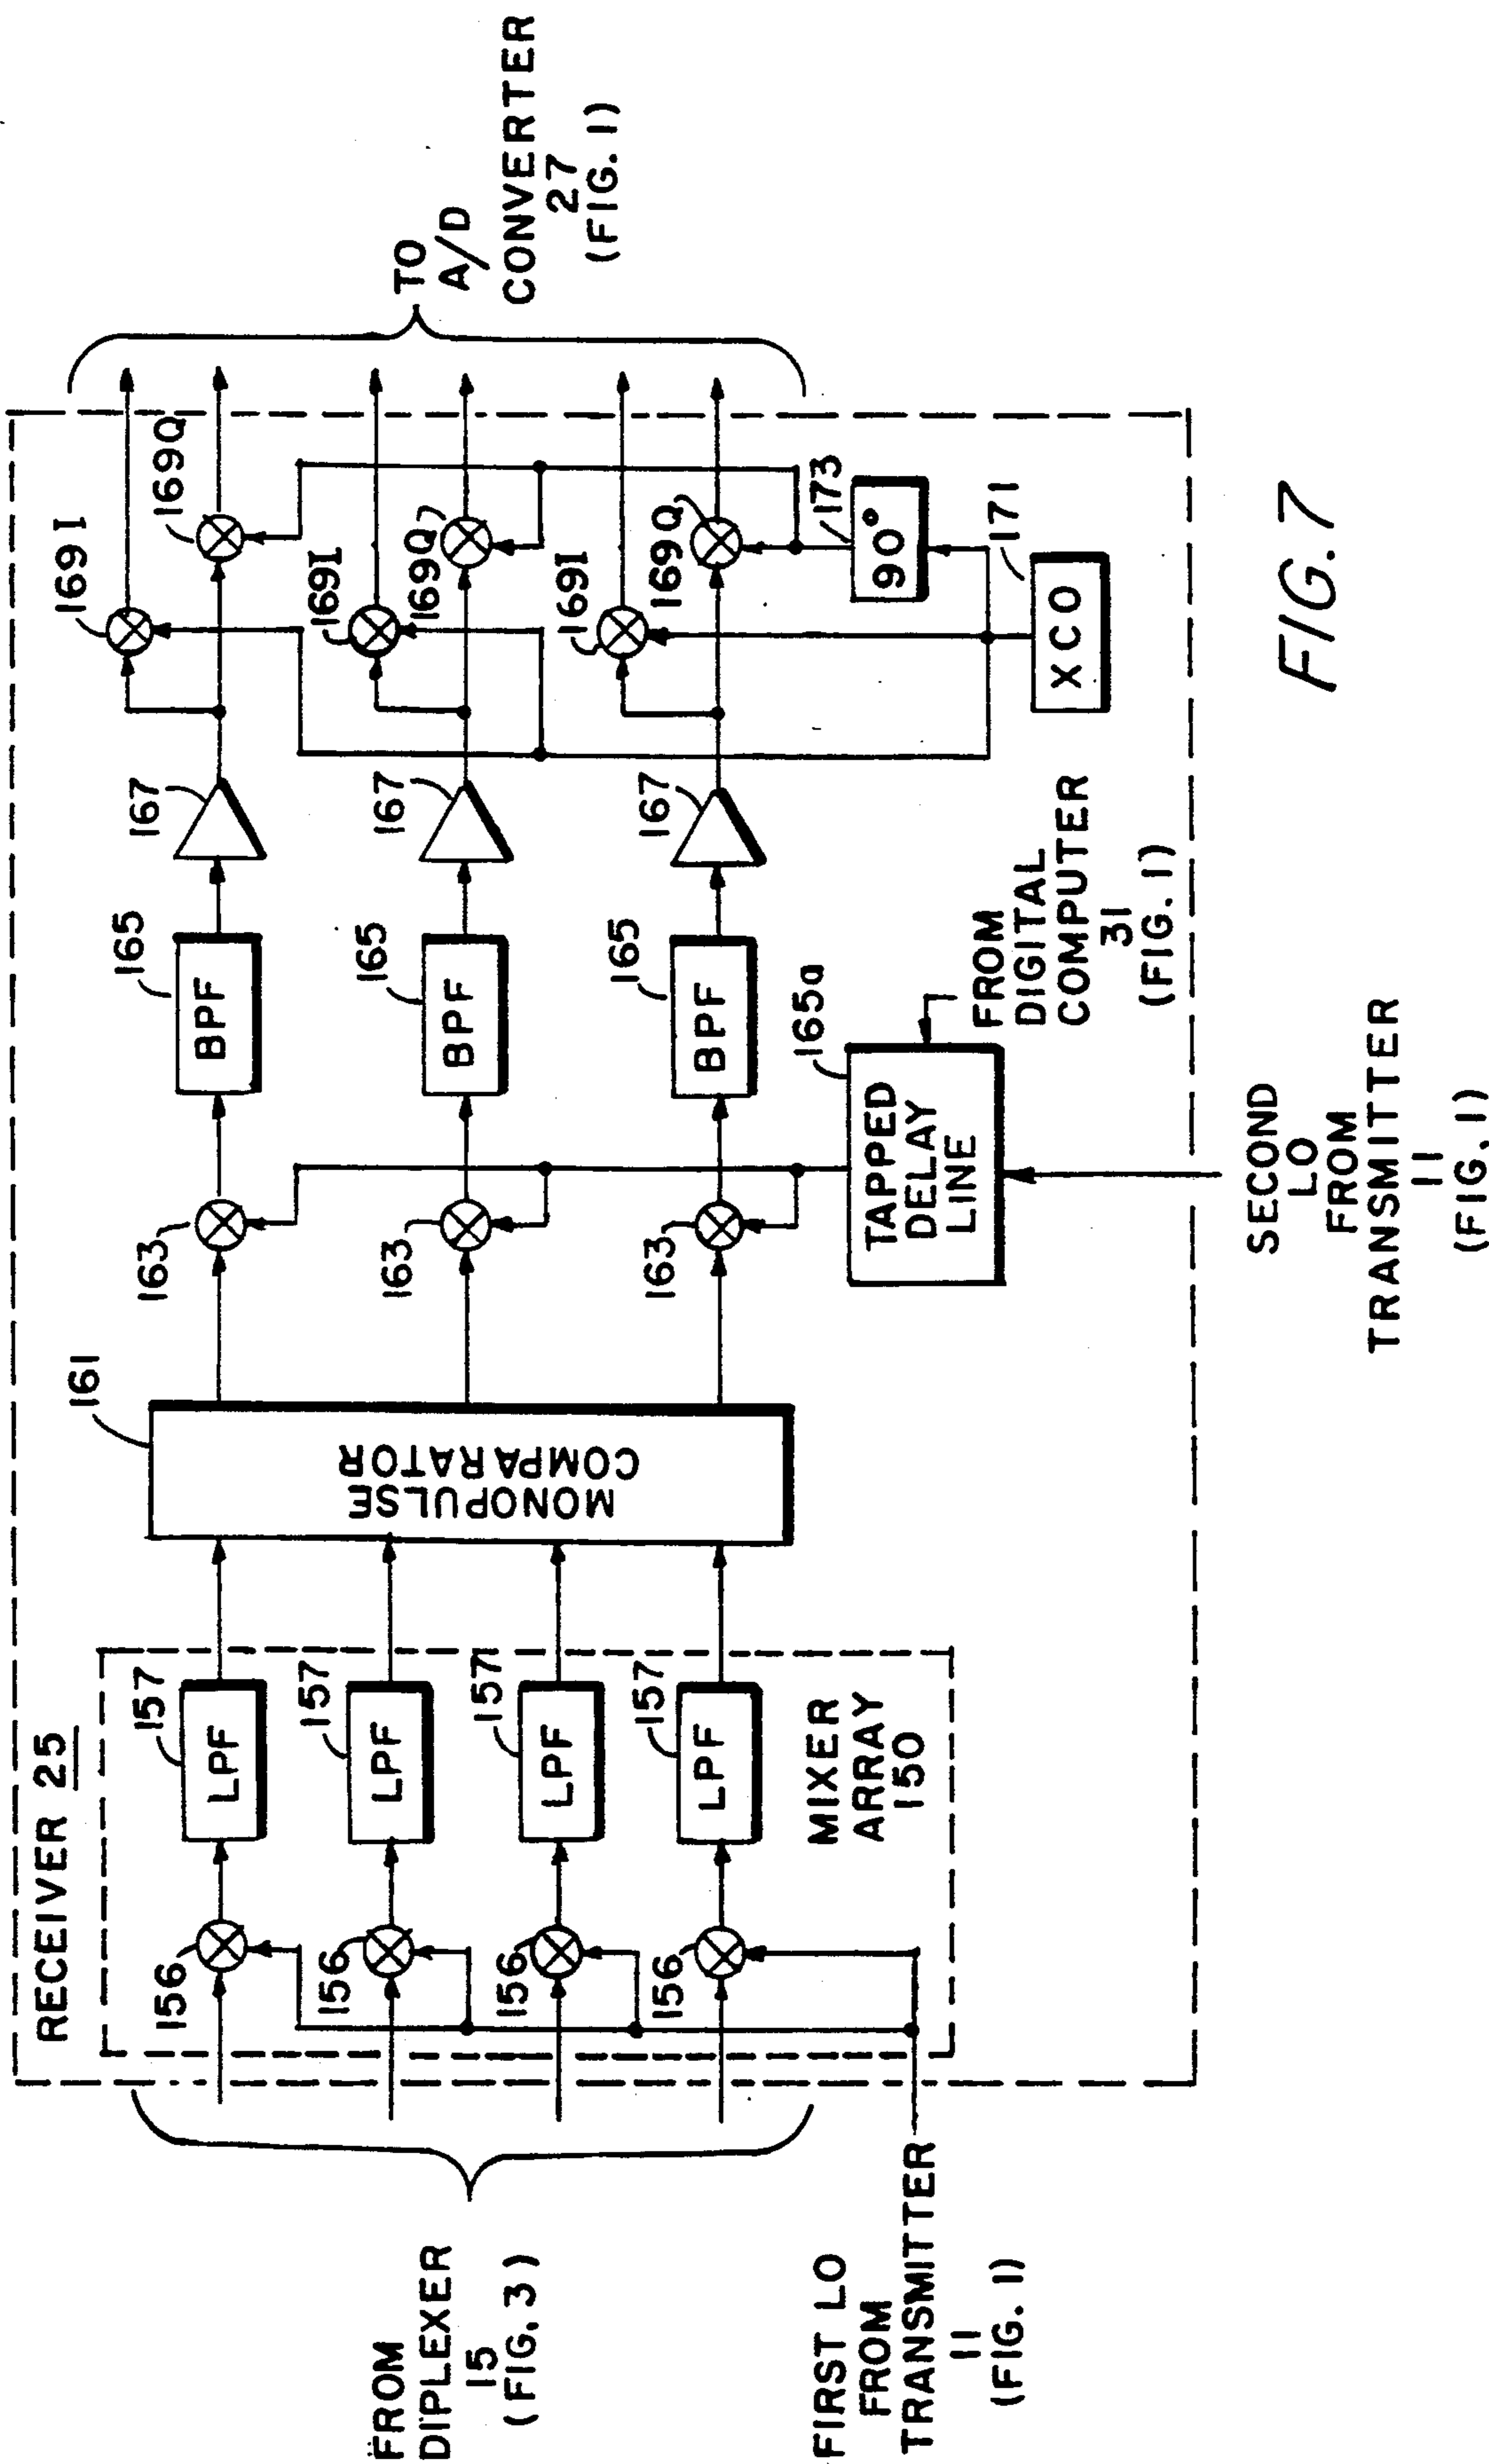 RECEIVER 25
156
156
156
156
157
157
157
157
LPF
LPF
LPF
LPF
MIXER
ARRAY
150
161
MONOPULSE
COMPARATOR
163
163
163
165
165
165
BPF
BPF
BPF
165a
TAPPED
DELAY
LINE
167
167
167
169I
169Q
169I
169Q
169I
169Q
173
90°
171
XCO
FROM
DIPLEXER
15
(FIG. 3)
FIRST LO
FROM
TRANSMITTER
11
(FIG. 1)
FROM
DIGITAL
COMPUTER
31
(FIG. 1)
SECOND
LO
FROM
TRANSMITTER
11
(FIG, 1)
TO
A/D
CONVERTER
27
(FIG. 1)
FIG. 7